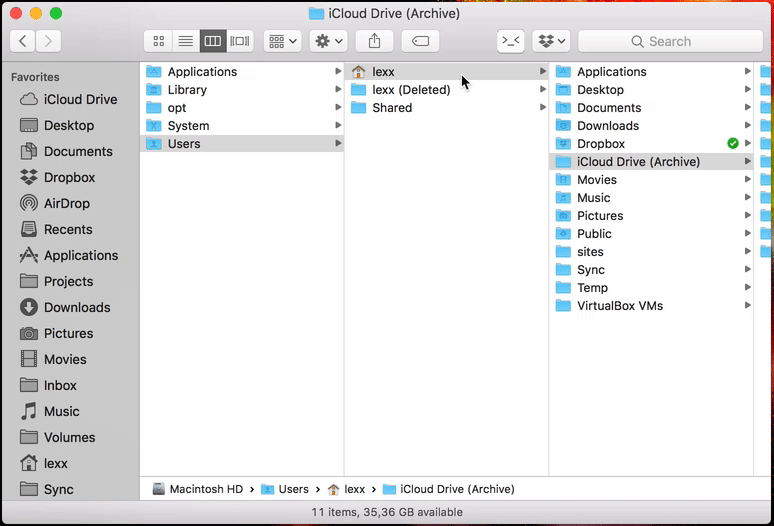 iCloud Drive (Archive)
>_<
Search
Favorites
iCloud Drive
Desktop
Documents
Dropbox
AirDrop
Recents
Applications
Projects
Downloads
Pictures
Movies
Inbox
Music
Volumes
lexx
Sync
Applications
Library
opt
System
Users
lexx
lexx (Deleted)
Shared
Applications
Desktop
Documents
Downloads
Dropbox
iCloud Drive (Archive)
Movies
Music
Pictures
Public
sites
Sync
Temp
VirtualBox VMs
Macintosh HD › Users › lexx › iCloud Drive (Archive)
11 items, 35,36 GB available